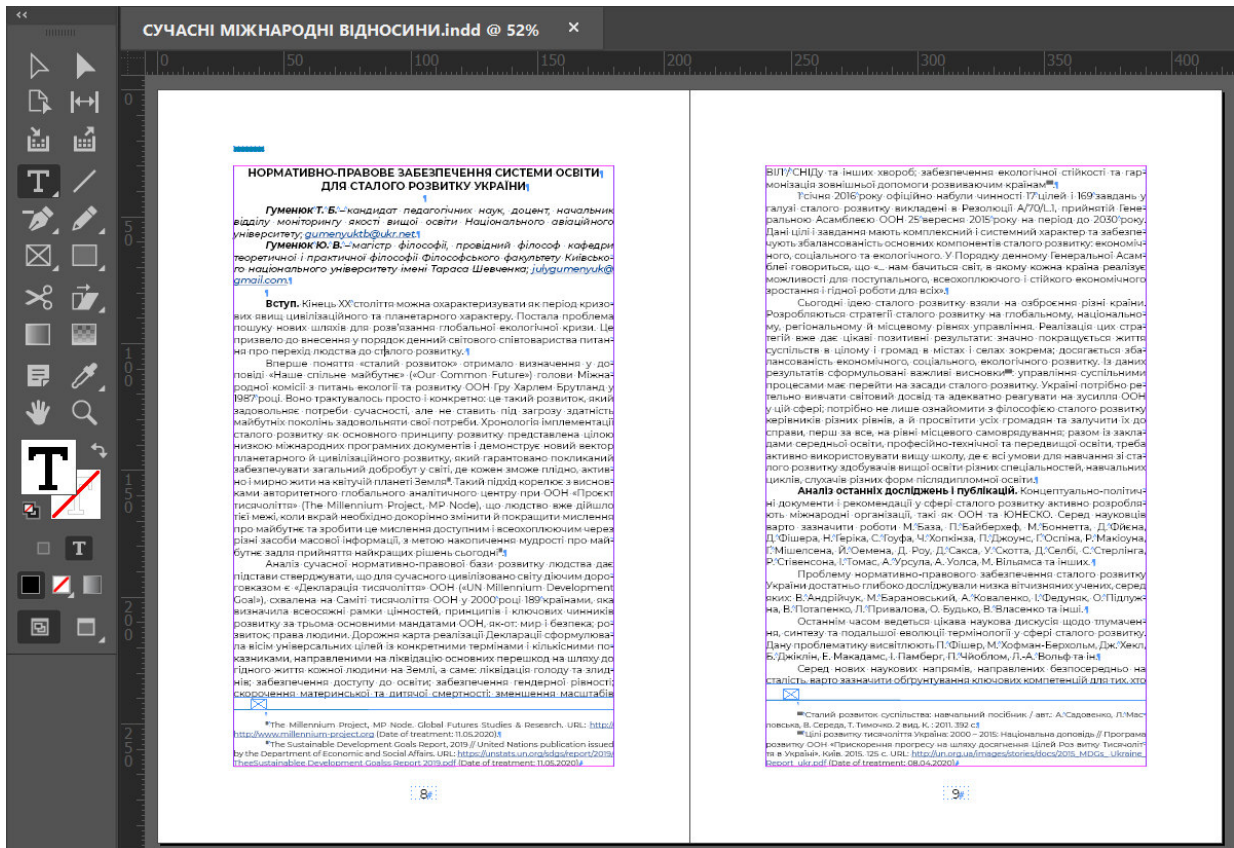 СУЧАСНІ МІЖНАРОДНІ ВІДНОСИНИ.indd @ 52% ×
0 50 100 150 200 250 300 350 400
0
50
100
150
200
250
НОРМАТИВНО-ПРАВОВЕ ЗАБЕЗПЕЧЕННЯ СИСТЕМИ ОСВІТИ
ДЛЯ СТАЛОГО РОЗВИТКУ УКРАЇНИ
Гуменюк Т. Б. – кандидат педагогічних наук, доцент, начальник
відділу моніторингу якості вищої освіти Національного авіаційного
університету; gumenyuktb@ukr.net
Гуменюк Ю. В. – магістр філософії, провідний філософ кафедри
теоретичної і практичної філософії Філософського факультету Київсько-
го національного університету імені Тараса Шевченка; julygumenyuk@
gmail.com
Вступ. Кінець ХХ століття можна охарактеризувати як період кризо-
вих явищ цивілізаційного та планетарного характеру. Постала проблема
пошуку нових шляхів для розв'язання глобальної екологічної кризи. Це
призвело до внесення у порядок денний світового співтовариства питан-
ня про перехід людства до сталого розвитку.
Вперше поняття «сталий розвиток» отримало визначення у до-
повіді «Наше спільне майбутнє» («Our Common Future») голови Міжна-
родної комісії з питань екології та розвитку ООН Гру Харлем Брутланд у
1987 році. Воно трактувалось просто і конкретно: це такий розвиток, який
задовольняє потреби сучасності, але не ставить під загрозу здатність
майбутніх поколінь задовольняти свої потреби. Хронологія імплементації
сталого розвитку як основного принципу розвитку представлена цілою
низкою міжнародних програмних документів і демонструє новий вектор
планетарного й цивілізаційного розвитку, який гарантовано покликаний
забезпечувати загальний добробут у світі, де кожен зможе плідно, актив-
но і мирно жити на квітучій планеті Земля. Такий підхід корелює з виснов-
ками авторитетного глобального аналітичного центру при ООН «Проєкт
тисячоліття» (The Millennium Project, MP Node), що людство вже дійшло
тієї межі, коли вкрай необхідно докорінно змінити й покращити мислення
про майбутнє та зробити це мислення доступним і всеохоплюючим через
різні засоби масової інформації, з метою накопичення мудрості про май-
бутнє задля прийняття найкращих рішень сьогодні
Аналіз сучасної нормативно-правової бази розвитку людства дає
підстави стверджувати, що для сучасного цивілізовано світу діючим доро-
говказом є «Декларація тисячоліття» ООН («UN Millennium Development
Goal»), схвалена на Саміті тисячоліття ООН у 2000 році 189 країнами, яка
визначила всеосяжні рамки цінностей, принципів і ключових чинників
розвитку за трьома основними мандатами ООН, як-от: мир і безпека; ро-
звиток; права людини. Дорожня карта реалізації Декларації сформулюва-
ла вісім універсальних цілей із конкретними термінами і кількісними по-
казниками, направленими на ліквідацію основних перешкод на шляху до
гідного життя кожної людини на Землі, а саме: ліквідація голоду та злид-
нів; забезпечення доступу до освіти; забезпечення гендерної рівності;
скорочення материнської та дитячої смертності; зменшення масштабів
The Millennium Project, MP Node. Global Futures Studies & Research. URL: http://
http://www.millennium-project.org (Date of treatment: 11.05.2020)
The Sustainable Development Goals Report, 2019 // United Nations publication issued
by the Department of Economic and Social Affairs. URL: https://unstats.un.org/sdgs/report/2019/
TheeSustainablee Development Goalss Report 2019.pdf (Date of treatment: 11.05.2020)
8
ВІЛ/СНІДу та інших хвороб; забезпечення екологічної стійкості та гар-
монізація зовнішньої допомоги розвиваючим країнам.
1 січня 2016 року офіційно набули чинності 17 цілей і 169 завдань у
галузі сталого розвитку викладені в Резолюції A/70/L.1, прийнятій Гене-
ральною Асамблеєю ООН 25 вересня 2015 року на період до 2030 року.
Дані цілі і завдання мають комплексний і системний характер та забезпе-
чують збалансованість основних компонентів сталого розвитку: економіч-
ного, соціального та екологічного. У Порядку денному Генеральної Асам-
блеї говориться, що «... нам бачиться світ, в якому кожна країна реалізує
можливості для поступального, всеохоплюючого і стійкого економічного
зростання і гідної роботи для всіх».
Сьогодні ідею сталого розвитку взяли на озброєння різні країни.
Розробляються стратегії сталого розвитку на глобальному, національно-
му, регіональному й місцевому рівнях управління. Реалізація цих стра-
тегій вже дає цікаві позитивні результати: значно покращується життя
суспільств в цілому і громад в містах і селах зокрема; досягається зба-
лансованість економічного, соціального, екологічного розвитку. Із даних
результатів сформульовані важливі висновки: управління суспільними
процесами має перейти на засади сталого розвитку. Україні потрібно ре-
тельно вивчати світовий досвід та адекватно реагувати на зусилля ООН
у цій сфері; потрібно не лише ознайомити з філософією сталого розвитку
керівників різних рівнів, а й просвітити усіх громадян та залучити їх до
справи, перш за все, на рівні місцевого самоврядування; разом із закла-
дами середньої освіти, професійно-технічної та передвищої освіти, треба
активно використовувати вищу школу, де є всі умови для навчання зі ста-
лого розвитку здобувачів вищої освіти різних спеціальностей, навчальних
циклів, слухачів різних форм післядипломної освіти.
Аналіз останніх досліджень і публікацій. Концептуально-політич-
ні документи і рекомендації у сфері сталого розвитку активно розробля-
ють міжнародні організації, такі як ООН та ЮНЕСКО. Серед науковців
варто зазначити роботи М. База, П. Байберхеф, М. Боннетта, Д. Фиєна,
Д. Фішера, Н. Геріка, С. Гоуфа, Ч. Хопкінза, П. Джоунс, Г. Оспіна, Р. Макіоуна,
Г. Мішелсена, Й. Оемена, Д. Роу, Д. Сакса, У. Скотта, Д. Селбі, С. Стерлінга,
Р. Стівенсона, І. Томас, А. Урсула, А. Уолса, М. Вільямса та інших.
Проблему нормативно-правового забезпечення сталого розвитку
України достатньо глибоко досліджували низка вітчизняних учених, серед
яких: В. Андрійчук, М. Барановський, А. Коваленко, І. Федуняк, О. Підлуж-
на, В. Потапенко, Л. Привалова, О. Будько, В. Власенко та інші.
Останнім часом ведеться цікава наукова дискусія щодо тлумачен-
ня, синтезу та подальшої еволюції термінології у сфері сталого розвитку.
Дану проблематику висвітлюють П. Фішер, М. Хофман-Берхольм, Дж. Хекл,
Б. Джіклін, Е. Макадамс, І. Памберг, П. Чйоблом, Л.-А. Вольф та ін.
Серед нових наукових напрямів, направлених безпосередньо на
сталість, варто зазначити обґрунтування ключових компетенцій для тих, хто
Сталий розвиток суспільства: навчальний посібник / авт.: А. Садовенко, Л. Мас-
ловська, В. Середа, Т. Тимочко. 2 вид. К. ; 2011. 392 с.
Цілі розвитку тисячоліття Україна: 2000 – 2015: Національна доповідь // Програма
розвитку ООН «Прискорення прогресу на шляху досягнення Цілей Роз витку Тисячоліт-
тя в Україні». Київ. 2015. 125 с. URL: http://un.org.ua/images/stories/docs/2015_MDGs_ Ukraine_
Report_ukr.pdf (Date of treatment: 08.04.2020)
9